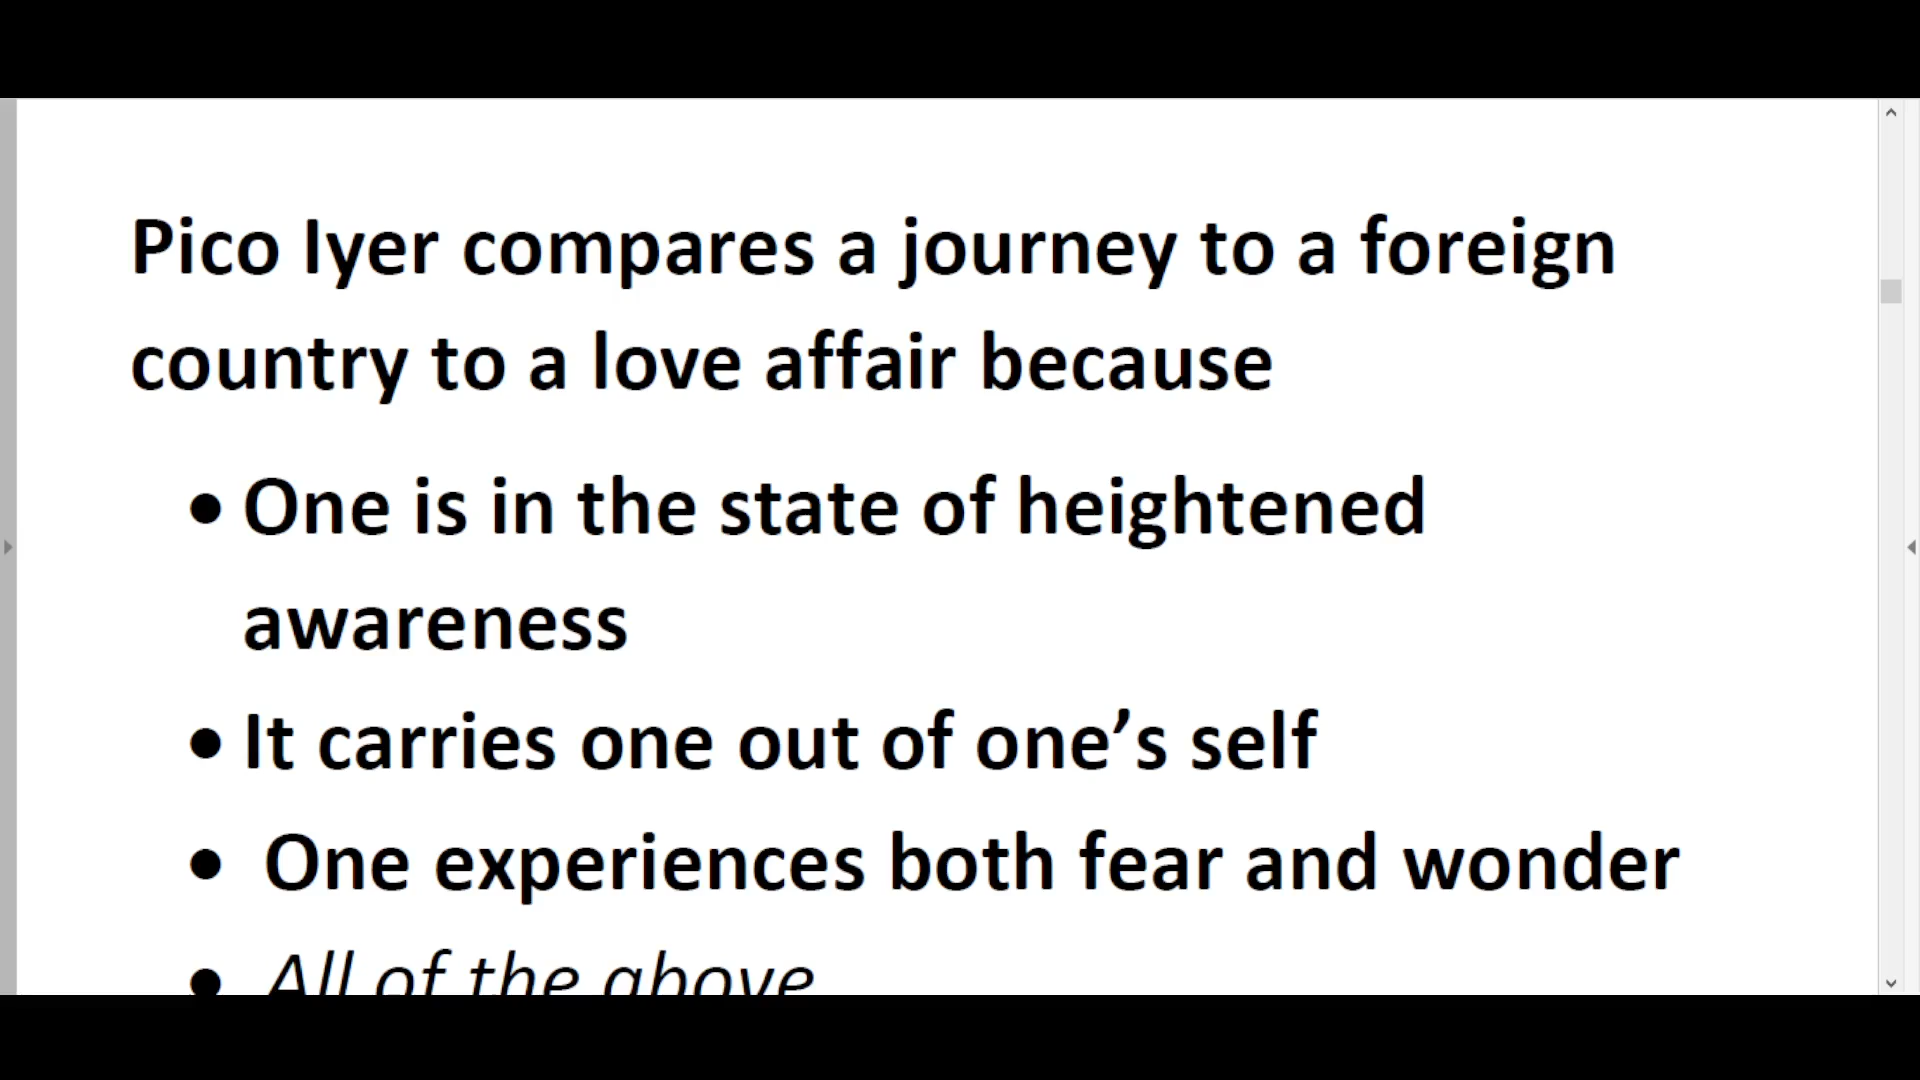 Pico Iyer compares a journey to a foreign
country to a love affair because
• One is in the state of heightened
awareness
• It carries one out of one’s self
• One experiences both fear and wonder
• All of the above